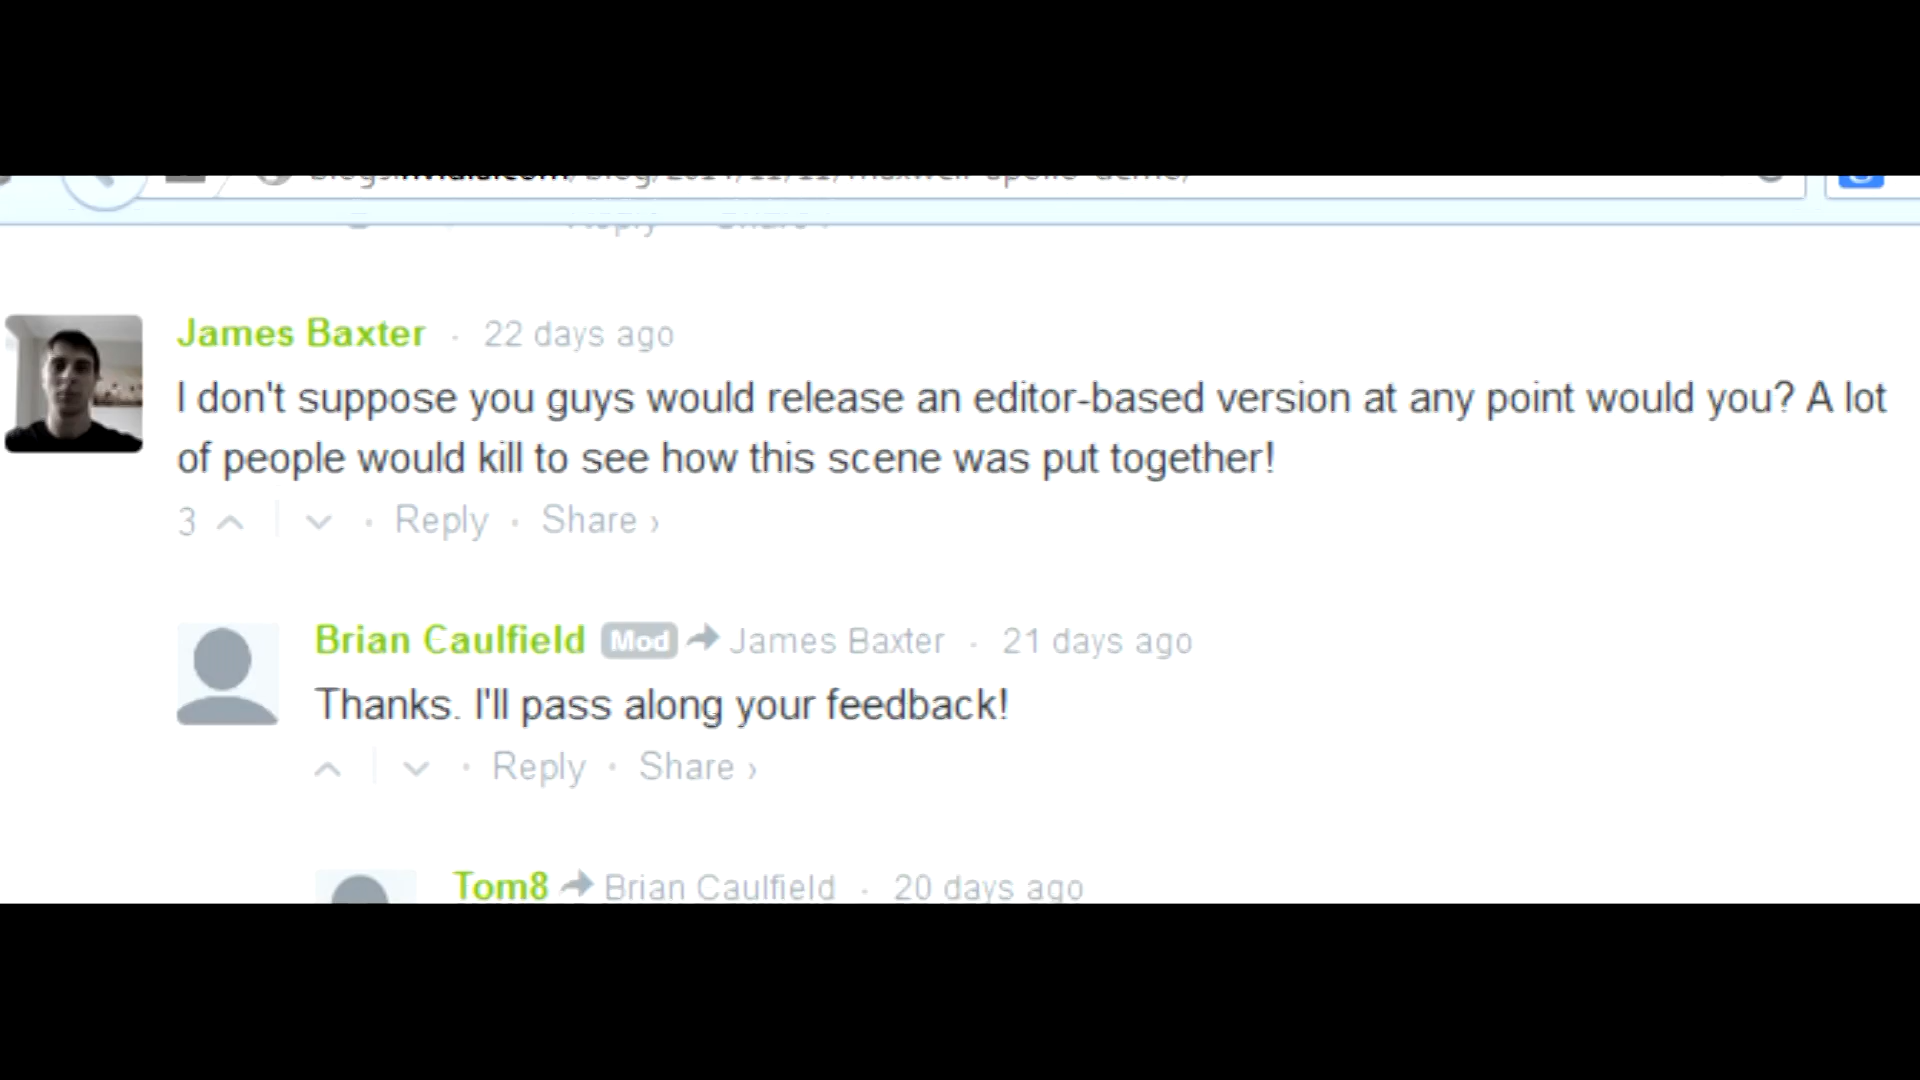 James Baxter · 22 days ago
I don't suppose you guys would release an editor-based version at any point would you? A lot
of people would kill to see how this scene was put together!
3 · Reply · Share ›
Brian Caulfield Mod James Baxter · 21 days ago
Thanks. I'll pass along your feedback!
· Reply · Share ›
Tom8 Brian Caulfield · 20 days ago